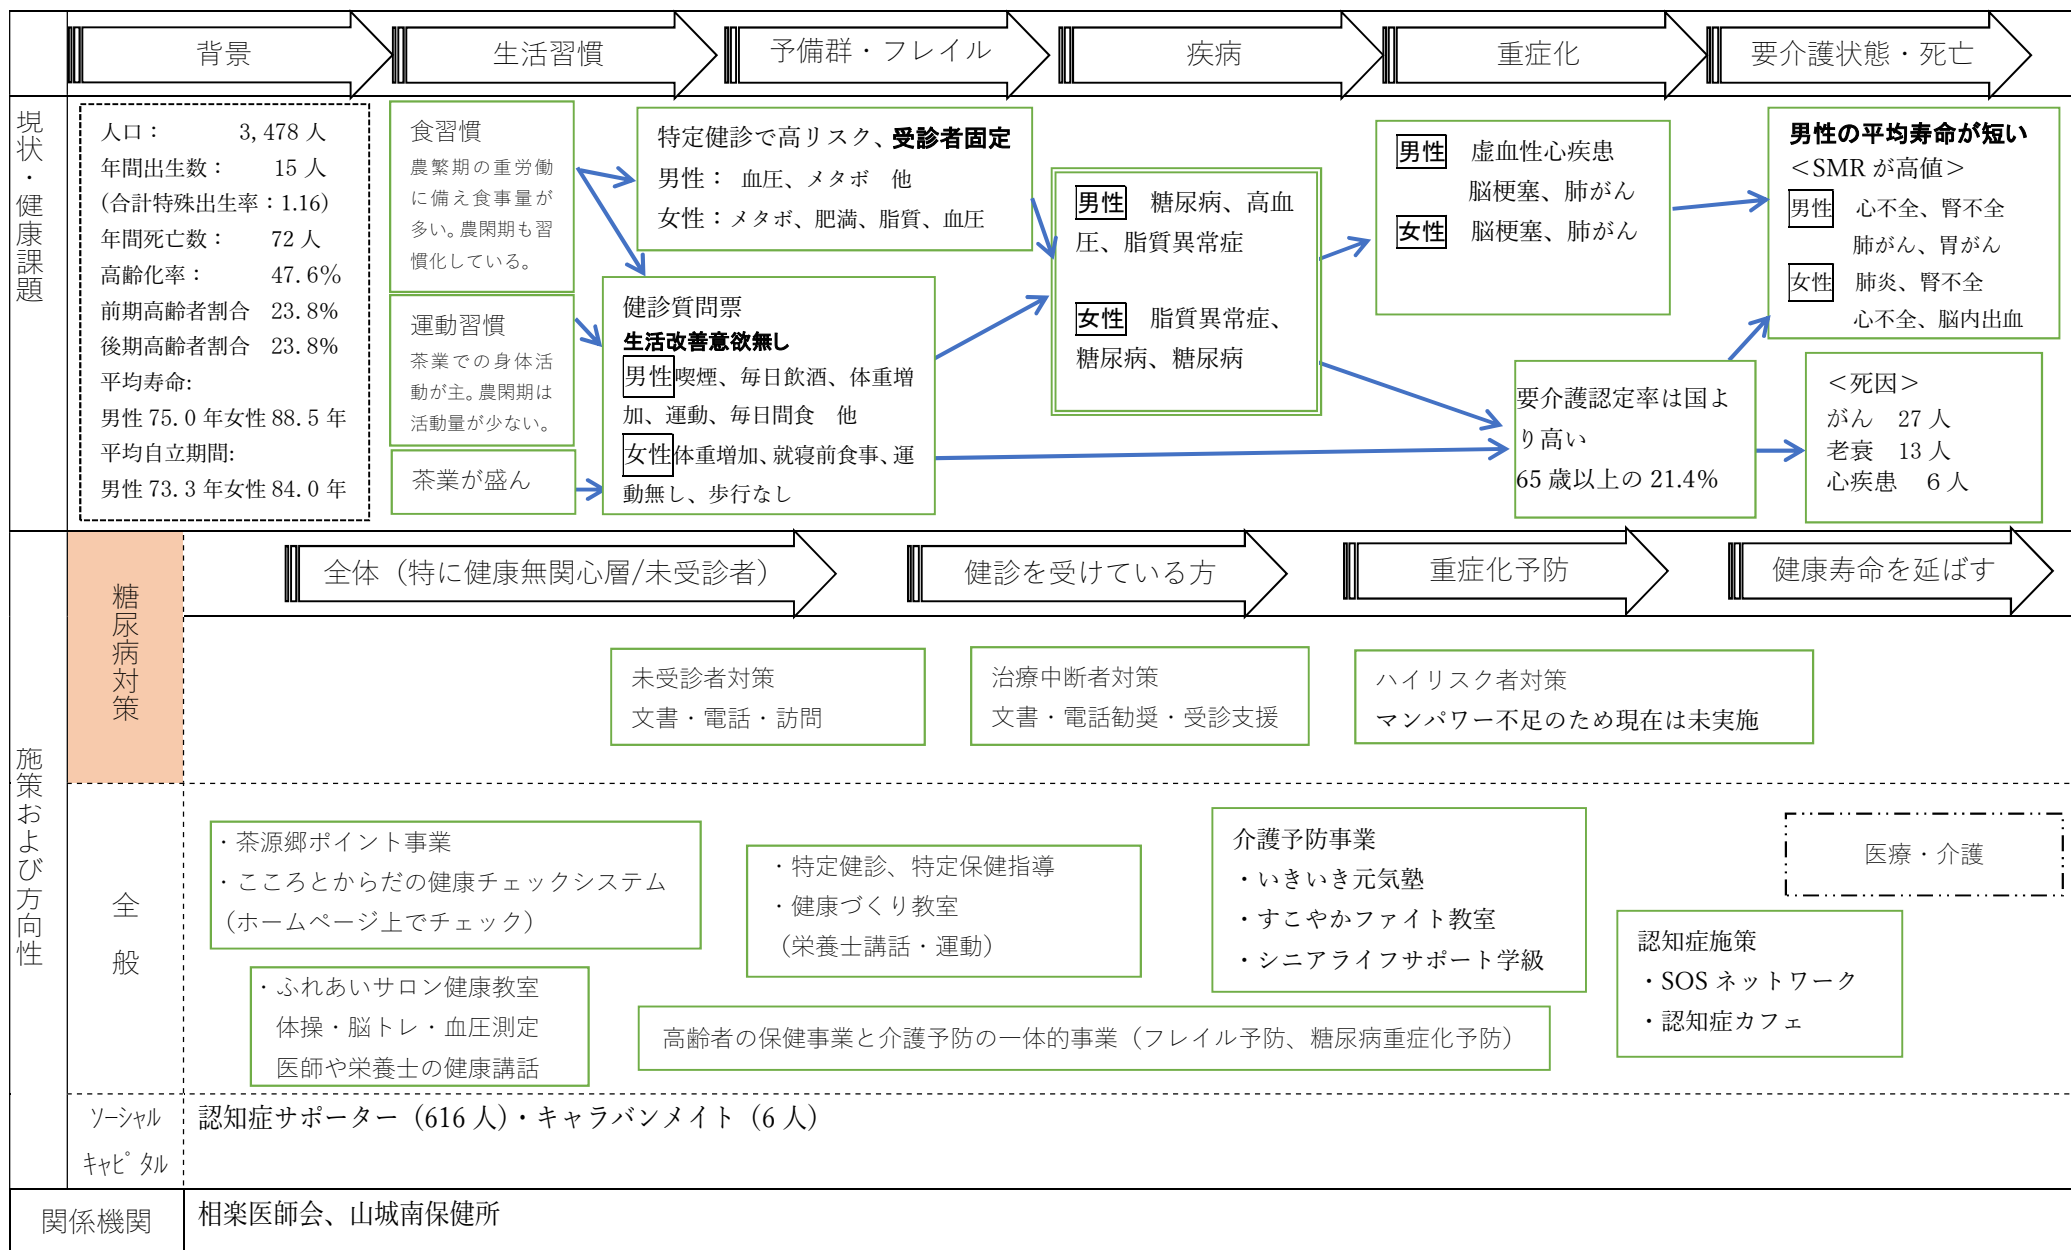 背景
生活習慣
予備群・フレイル
疾病
重症化
要介護状態・死亡
現状・健康課題
人口： 3,478 人
年間出生数： 15 人
(合計特殊出生率：1.16)
年間死亡数： 72 人
高齢化率： 47.6%
前期高齢者割合 23.8%
後期高齢者割合 23.8%
平均寿命:
男性 75.0 年女性 88.5 年
平均自立期間:
男性 73.3 年女性 84.0 年
食習慣
農繁期の重労働
に備え食事量が
多い。農閑期も習
慣化している。
運動習慣
茶業での身体活
動が主。農閑期は
活動量が少ない。
茶業が盛ん
特定健診で高リスク、受診者固定
男性： 血圧、メタボ 他
女性：メタボ、肥満、脂質、血圧
健診質問票
生活改善意欲無し
男性喫煙、毎日飲酒、体重増
加、運動、毎日間食 他
女性体重増加、就寝前食事、運
動無し、歩行なし
男性 糖尿病、高血
圧、脂質異常症
女性 脂質異常症、
糖尿病、糖尿病
男性 虚血性心疾患
脳梗塞、肺がん
女性 脳梗塞、肺がん
要介護認定率は国よ
り高い
65 歳以上の 21.4%
男性の平均寿命が短い
＜SMR が高値＞
男性 心不全、腎不全
肺がん、胃がん
女性 肺炎、腎不全
心不全、脳内出血
＜死因＞
がん 27 人
老衰 13 人
心疾患 6 人
施策および方向性
糖尿病対策
全体（特に健康無関心層/未受診者）
健診を受けている方
重症化予防
健康寿命を延ばす
未受診者対策
文書・電話・訪問
治療中断者対策
文書・電話勧奨・受診支援
ハイリスク者対策
マンパワー不足のため現在は未実施
全般
・茶源郷ポイント事業
・こころとからだの健康チェックシステム
（ホームページ上でチェック）
・ふれあいサロン健康教室
体操・脳トレ・血圧測定
医師や栄養士の健康講話
・特定健診、特定保健指導
・健康づくり教室
（栄養士講話・運動）
高齢者の保健事業と介護予防の一体的事業（フレイル予防、糖尿病重症化予防）
介護予防事業
・いきいき元気塾
・すこやかファイト教室
・シニアライフサポート学級
医療・介護
認知症施策
・SOS ネットワーク
・認知症カフェ
ｿｰｼｬﾙ
ｷｬﾋﾟﾀﾙ
認知症サポーター（616 人）・キャラバンメイト（6 人）
関係機関
相楽医師会、山城南保健所